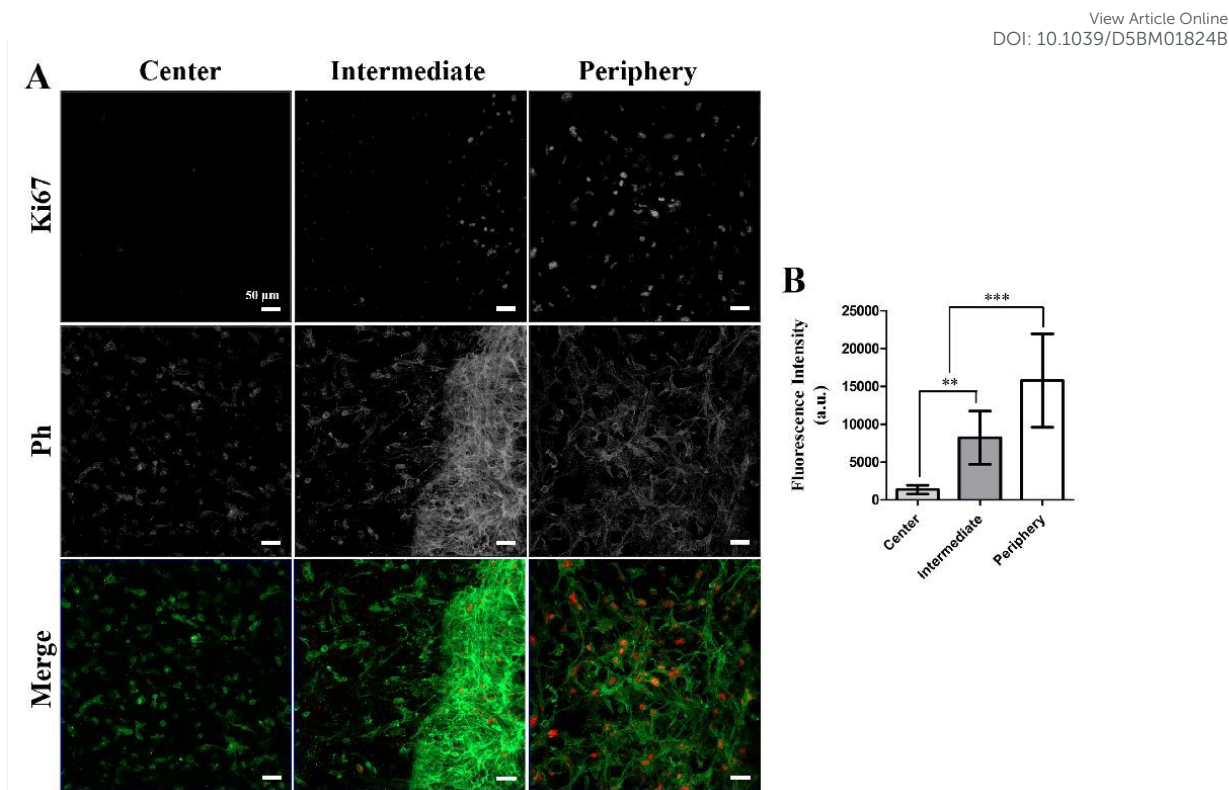 View Article Online
DOI: 10.1039/D5BM01824B
A
Center Intermediate Periphery
Ki67
50 µm
Ph
Merge
B
Fluorescence Intensity
(a.u.)
25000
20000
15000
10000
5000
0
**
***
Center
Intermediate
Periphery